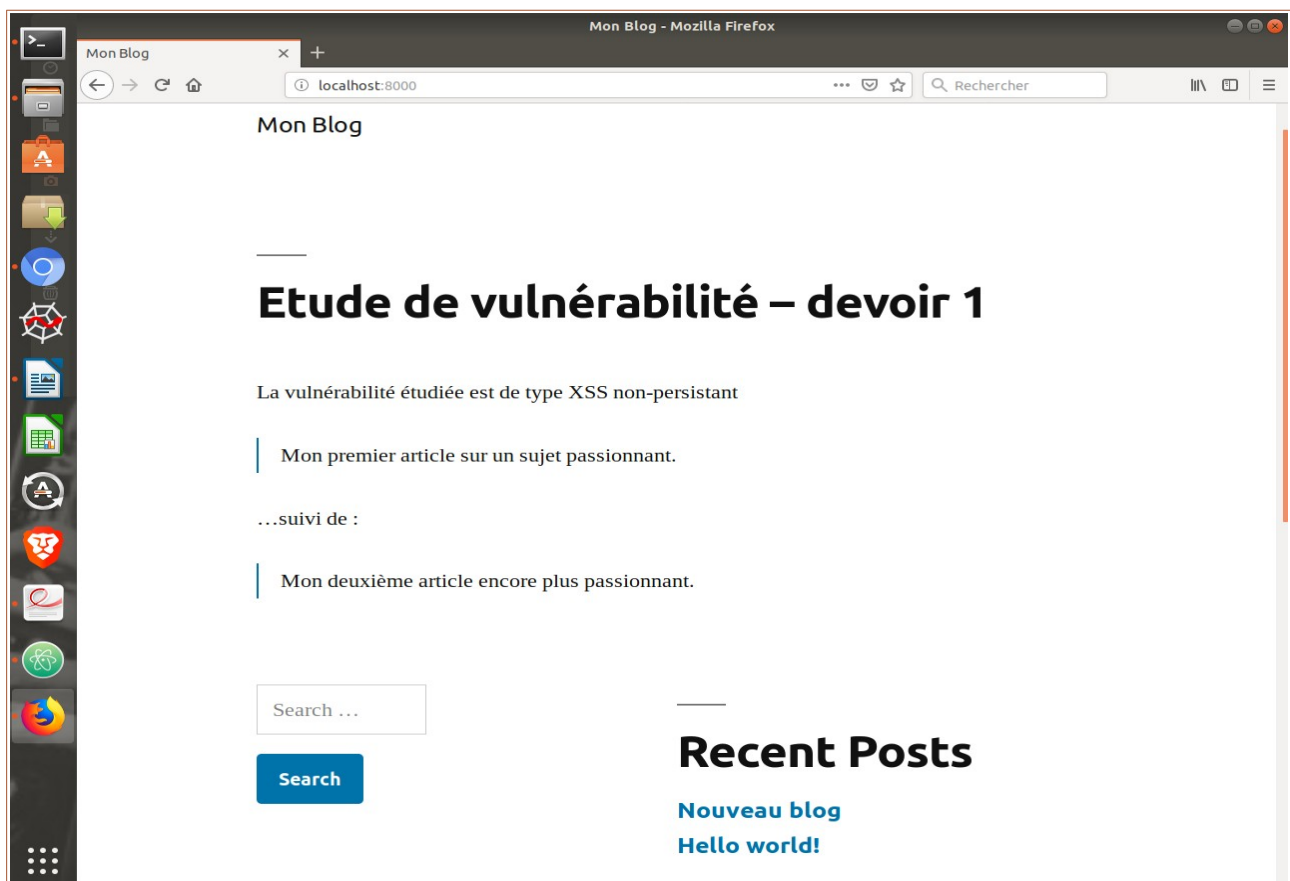 Mon Blog - Mozilla Firefox
Mon Blog
localhost:8000
Rechercher
Mon Blog
Etude de vulnérabilité – devoir 1
La vulnérabilité étudiée est de type XSS non-persistant
Mon premier article sur un sujet passionnant.
…suivi de :
Mon deuxième article encore plus passionnant.
Search …
Search
Recent Posts
Nouveau blog
Hello world!